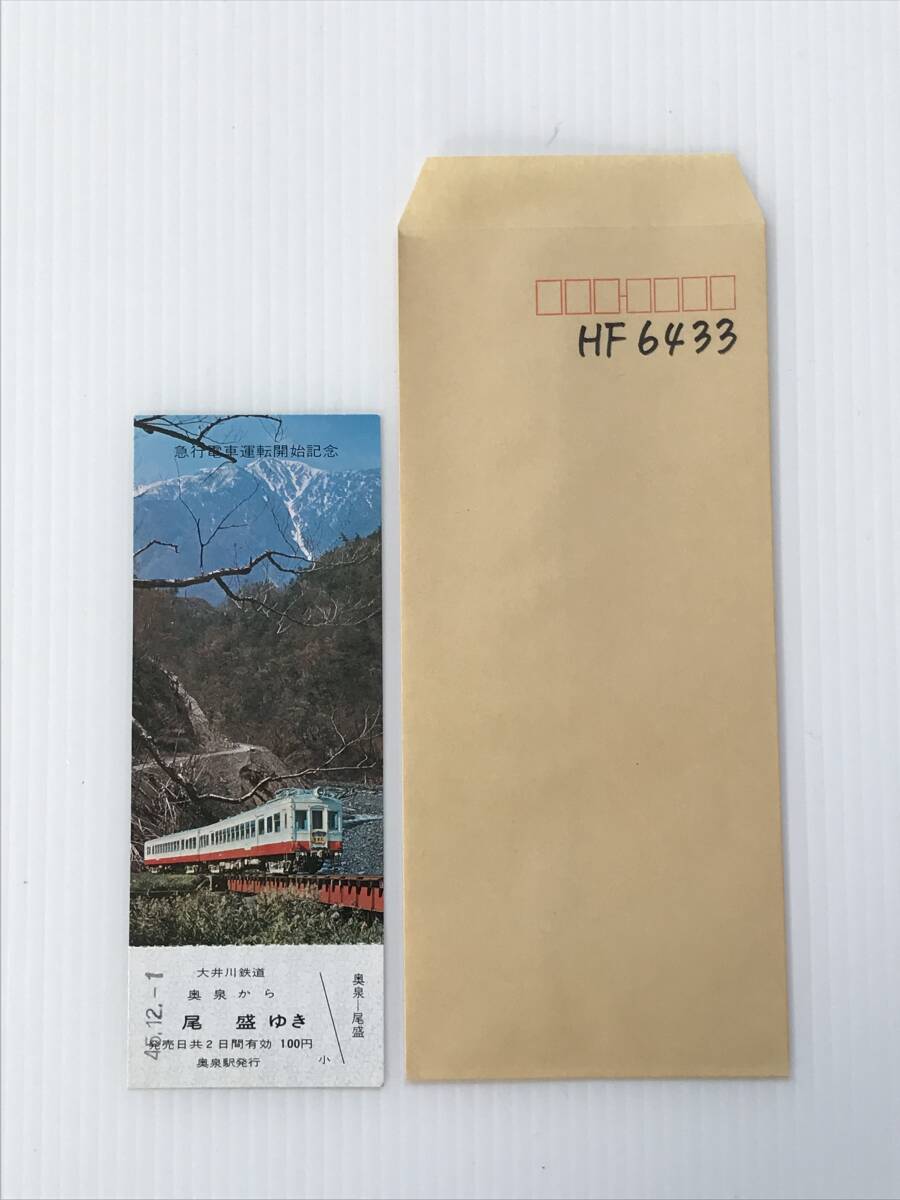 HF6433
急行電車運転開始記念
大井川鉄道
奥泉から
尾盛ゆき
発売日共2日間有効 100円
奥泉駅発行
小
奥泉―尾盛
45.12.-1